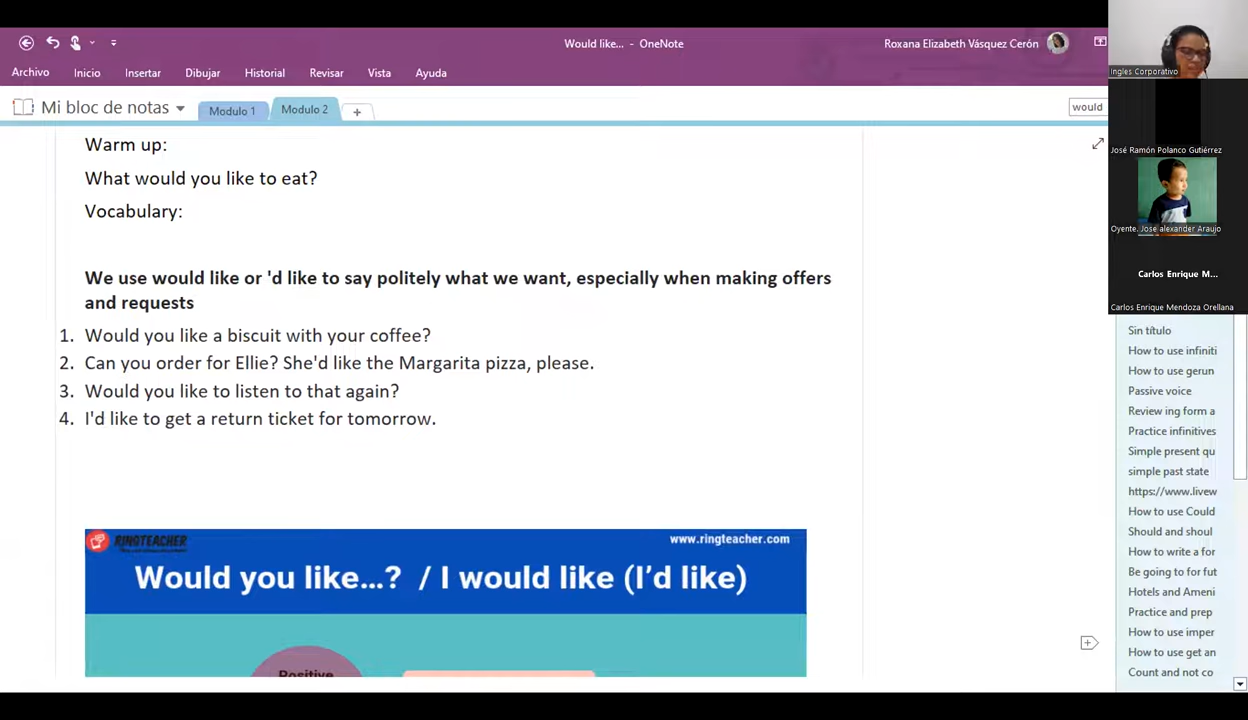 Would like... - OneNote
Roxana Elizabeth Vásquez Cerón
Archivo Inicio Insertar Dibujar Historial Revisar Vista Ayuda
Mi bloc de notas Modulo 1 Modulo 2 +
would
Warm up:
What would you like to eat?
Vocabulary:
We use would like or 'd like to say politely what we want, especially when making offers
and requests
1. Would you like a biscuit with your coffee?
2. Can you order for Ellie? She'd like the Margarita pizza, please.
3. Would you like to listen to that again?
4. I'd like to get a return ticket for tomorrow.
RINGTEACHER
www.ringteacher.com
Would you like...? / I would like (I'd like)
Positive
Ingles Corporativo
José Ramón Polanco Gutiérrez
Oyente. Jose alexander Araujo
Carlos Enrique M...
Carlos Enrique Mendoza Orellana
Sin título
How to use infiniti
How to use gerun
Passive voice
Review ing form a
Practice infinitives
Simple present qu
simple past state
https://www.livew
How to use Could
Should and shoul
How to write a for
Be going to for fut
Hotels and Ameni
Practice and prep
How to use imper
How to use get an
Count and not co